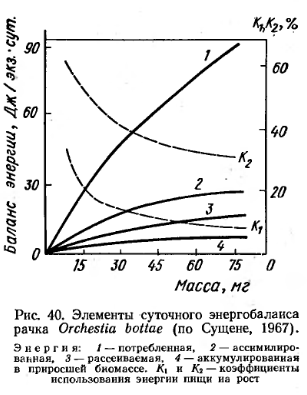 Баланс энергии, Дж / экз.·сут.
K₁,K₂, %
90
60
30
0
60
40
20
0
1
2
3
4
K₂
K₁
15 30 45 60 75
Масса, мг
Рис. 40. Элементы суточного энергобаланса
рачка Orchestia bottae (по Сущене, 1967).
Энергия: 1 — потребленная, 2 — ассимилиро-
ванная, 3 — рассеиваемая, 4 — аккумулированная
в приросшей биомассе. K₁ и K₂ — коэффициенты
использования энергии пищи на рост